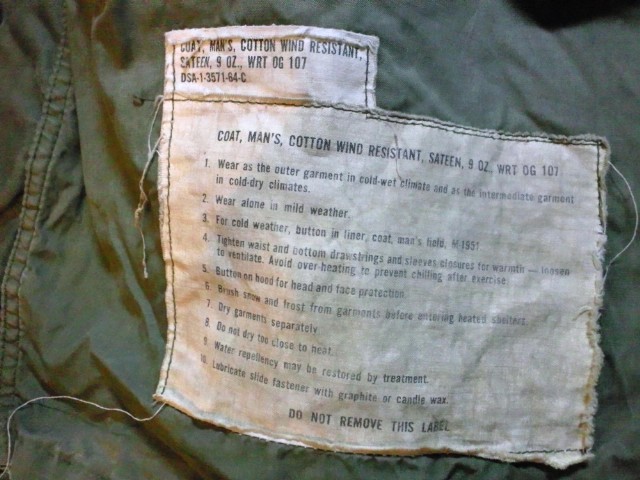 COAT, MAN'S, COTTON WIND RESISTANT,
SATEEN, 9 OZ., WRT OG 107
DSA-1-3571-64-C
COAT, MAN'S, COTTON WIND RESISTANT, SATEEN, 9 OZ., WRT OG 107
1. Wear as the outer garment in cold-wet climate and as the intermediate garment
in cold-dry climates.
2. Wear alone in mild weather.
3. For cold weather, button in liner, coat, man's field, M-1951
4. Tighten waist and bottom drawstrings and sleeves closures for warmth — loosen
to ventilate. Avoid over-heating to prevent chilling after exercise.
5. Button on hood for head and face protection.
6. Brush snow and frost from garments before entering heated shelters.
7. Dry garments separately.
8. Do not dry too close to heat.
9. Water repellency may be restored by treatment.
10. Lubricate slide fastener with graphite or candle wax.
DO NOT REMOVE THIS LABEL